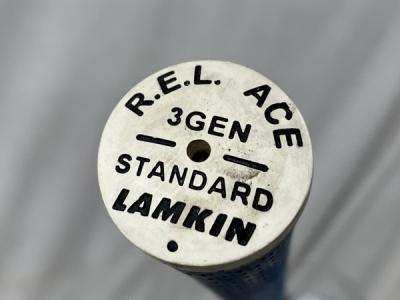 R.E.L. ACE
3GEN
STANDARD
LAMKIN